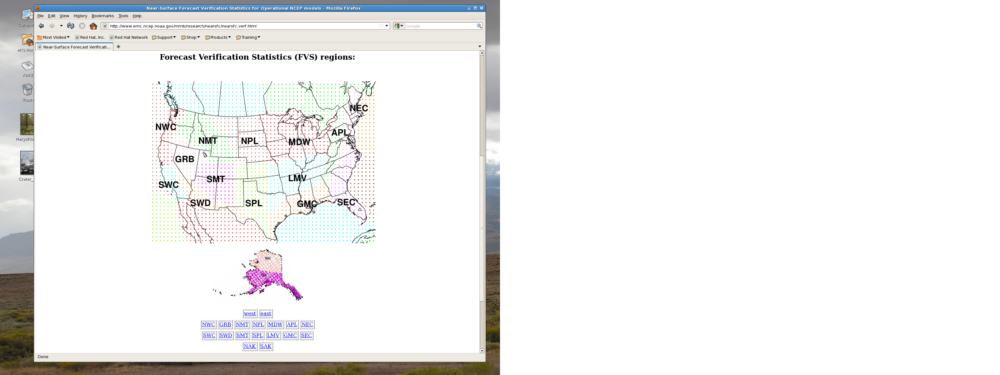 Near-Surface Forecast Verification Statistics for Operational NCEP models - Mozilla Firefox
File Edit View History Bookmarks Tools Help
http://www.emc.ncep.noaa.gov/mmb/research/nearsfc/nearsfc.verf.html
Google
Most Visited Red Hat, Inc. Red Hat Network Support Shop Products Training
Near-Surface Forecast Verificati...
Forecast Verification Statistics (FVS) regions:
NEC
NWC
APL
NMT NPL MDW
GRB
SMT LMV
SWC
SWD SPL GMC SEC
NAK
west east
NWC GRB NMT NPL MDW APL NEC
SWC SWD SMT SPL LMV GMC SEC
NAK SAK
Done
Comput
ek's Hor
/usr2
Trash
MarysRiv
Crater_